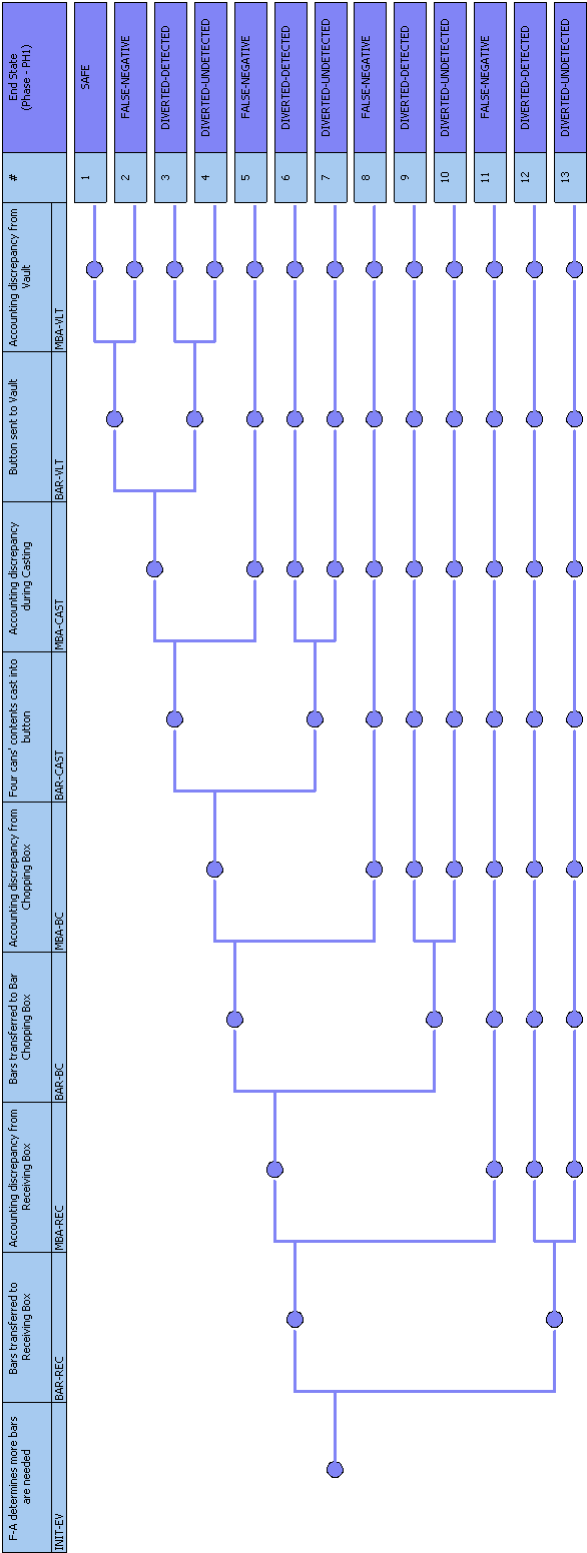 F-A determines more bars
are needed
INIT-EV
Bars transferred to
Receiving Box
BAR-REC
Accounting discrepancy from
Receiving Box
MBA-REC
Bars transferred to Bar
Chopping Box
BAR-BC
Accounting discrepancy from
Chopping Box
MBA-BC
Four cans' contents cast into
button
BAR-CAST
Accounting discrepancy
during Casting
MBA-CAST
Button sent to Vault
BAR-VLT
Accounting discrepancy from
Vault
MBA-VLT
#
End State
(Phase - PH1)
1
SAFE
2
FALSE-NEGATIVE
3
DIVERTED-DETECTED
4
DIVERTED-UNDETECTED
5
FALSE-NEGATIVE
6
DIVERTED-DETECTED
7
DIVERTED-UNDETECTED
8
FALSE-NEGATIVE
9
DIVERTED-DETECTED
10
DIVERTED-UNDETECTED
11
FALSE-NEGATIVE
12
DIVERTED-DETECTED
13
DIVERTED-UNDETECTED